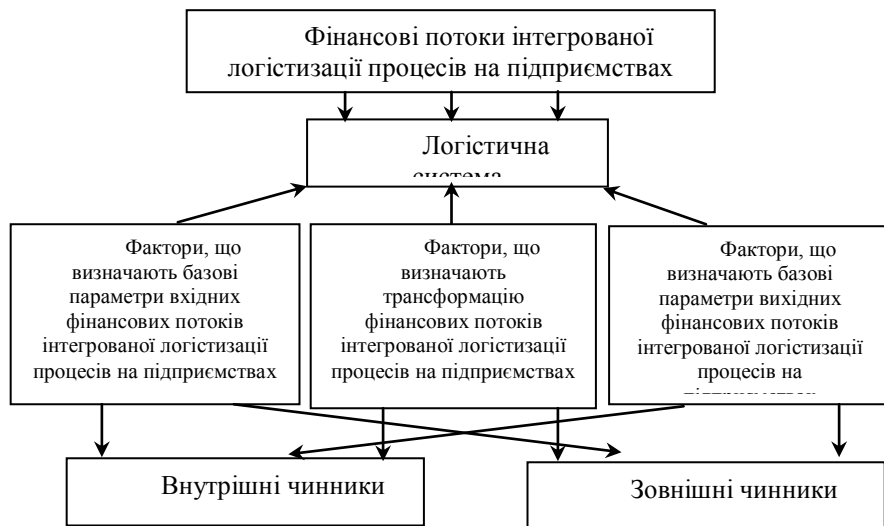 Фінансові потоки інтегрованої
логістизації процесів на підприємствах
Логістична
система
Фактори, що
визначають базові
параметри вхідних
фінансових потоків
інтегрованої логістизації
процесів на підприємствах
Фактори, що
визначають
трансформацію
фінансових потоків
інтегрованої логістизації
процесів на підприємствах
Фактори, що
визначають базові
параметри вихідних
фінансових потоків
інтегрованої логістизації
процесів на
підприємствах
Внутрішні чинники
Зовнішні чинники